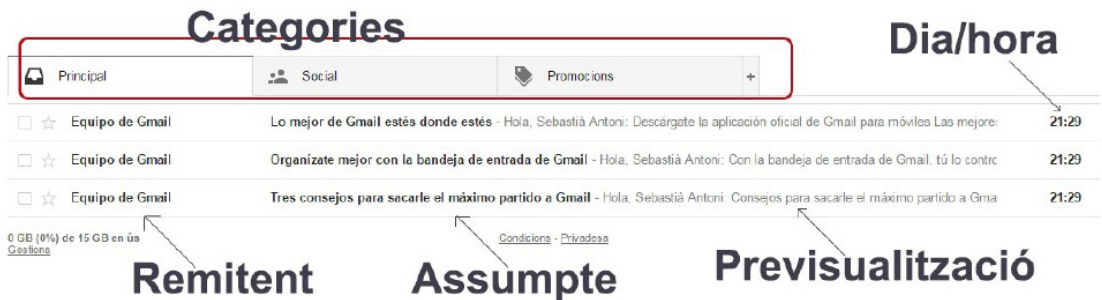 Categories
Dia/hora
Principal Social Promocions +
Equipo de Gmail Lo mejor de Gmail estés donde estés - Hola, Sebastià Antoni: Descárgate la aplicación oficial de Gmail para móviles Las mejores 21:29
Equipo de Gmail Organízate mejor con la bandeja de entrada de Gmail - Hola, Sebastià Antoni: Con la bandeja de entrada de Gmail, tú lo contro 21:29
Equipo de Gmail Tres consejos para sacarle el máximo partido a Gmail - Hola, Sebastià Antoni: Consejos para sacarle el máximo partido a Gma 21:29
0 GB (0%) de 15 GB en ús
Gestiona
Condicions - Privadesa
Remitent Assumpte Previsualització